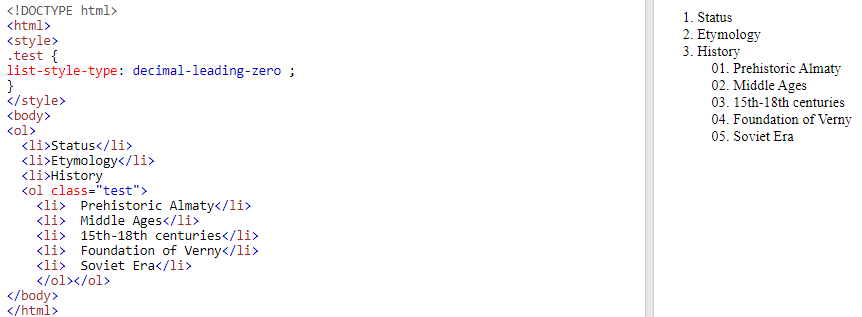 <!DOCTYPE html>
<html>
<style>
.test {
list-style-type: decimal-leading-zero ;
}
</style>
<body>
<ol>
  <li>Status</li>
  <li>Etymology</li>
  <li>History
  <ol class="test">
    <li>  Prehistoric Almaty</li>
    <li>  Middle Ages</li>
    <li>  15th-18th centuries</li>
    <li>  Foundation of Verny</li>
    <li>  Soviet Era</li>
    </ol></ol>
</body>
</html>
1. Status
2. Etymology
3. History
01. Prehistoric Almaty
02. Middle Ages
03. 15th-18th centuries
04. Foundation of Verny
05. Soviet Era